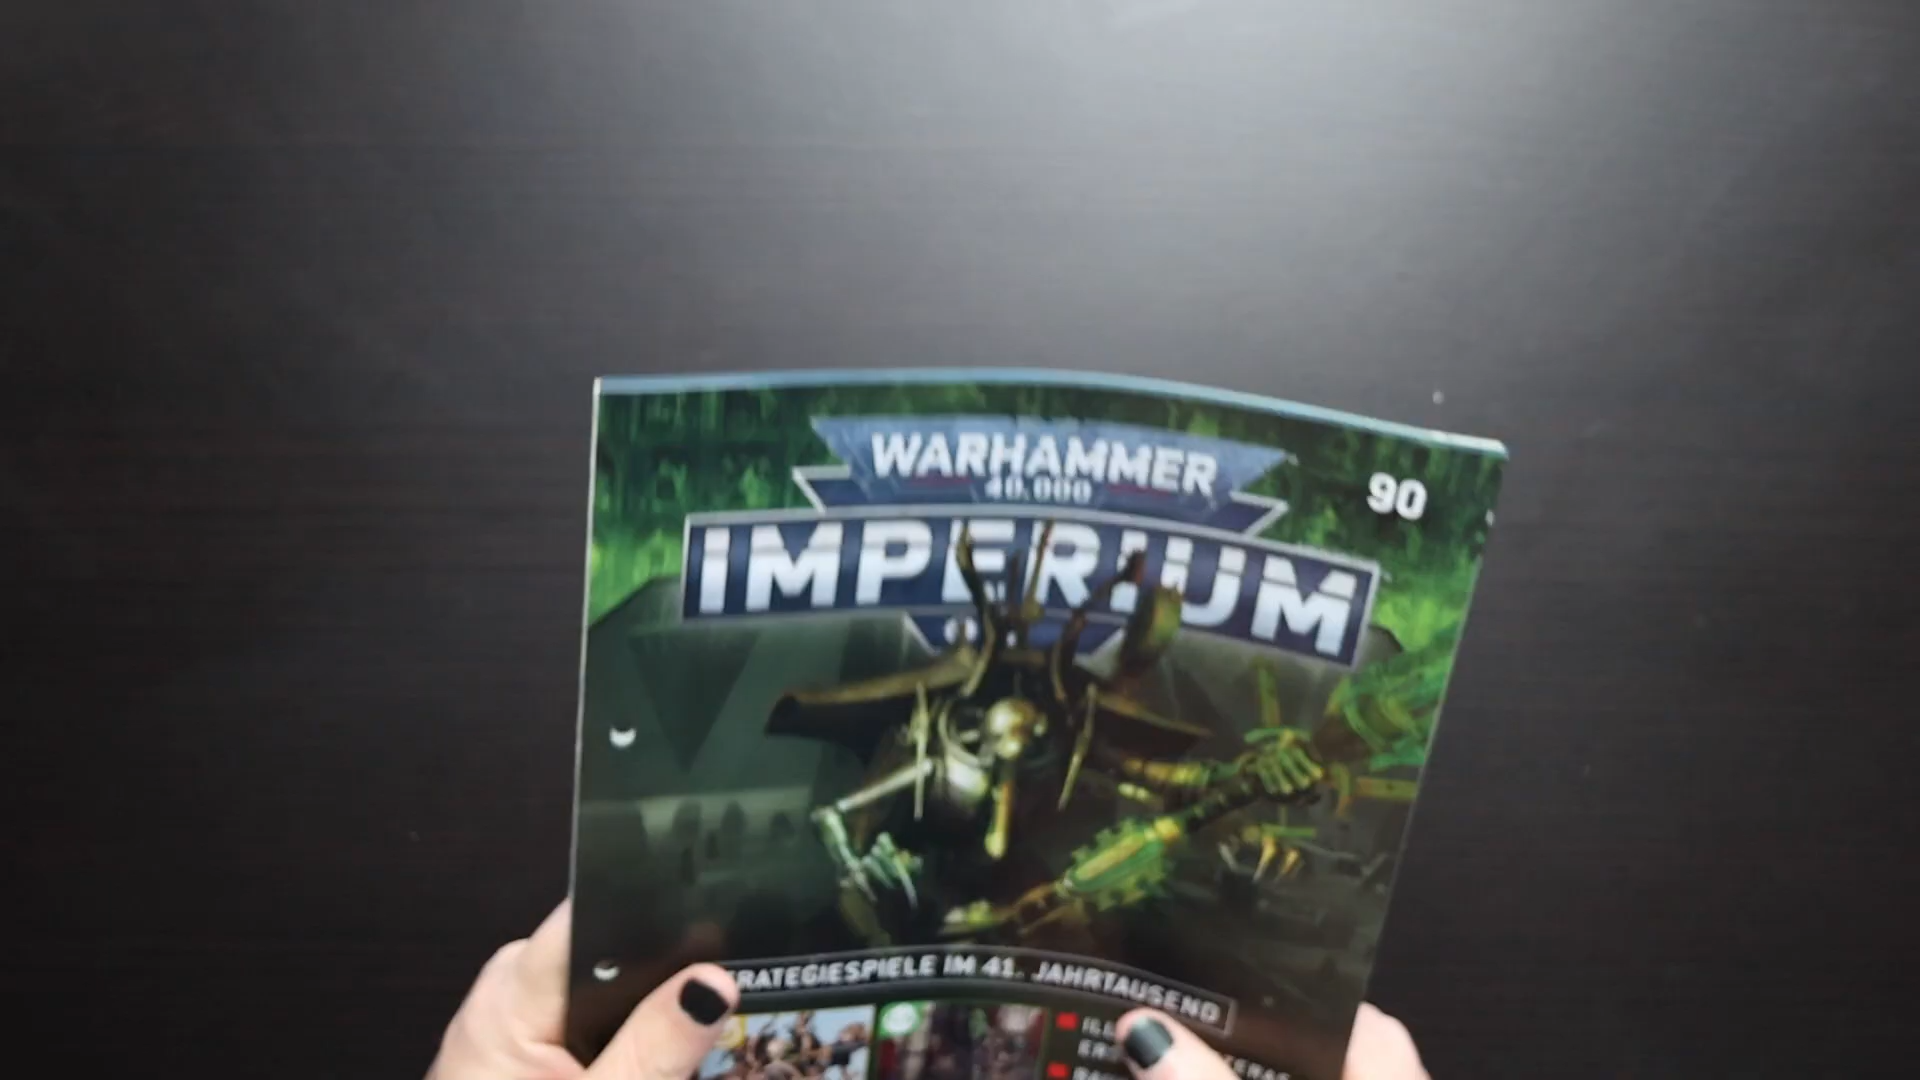 WARHAMMER
40.000
90
IMPERIUM
RATEGIESPIELE IM 41. JAHRTAUSEND